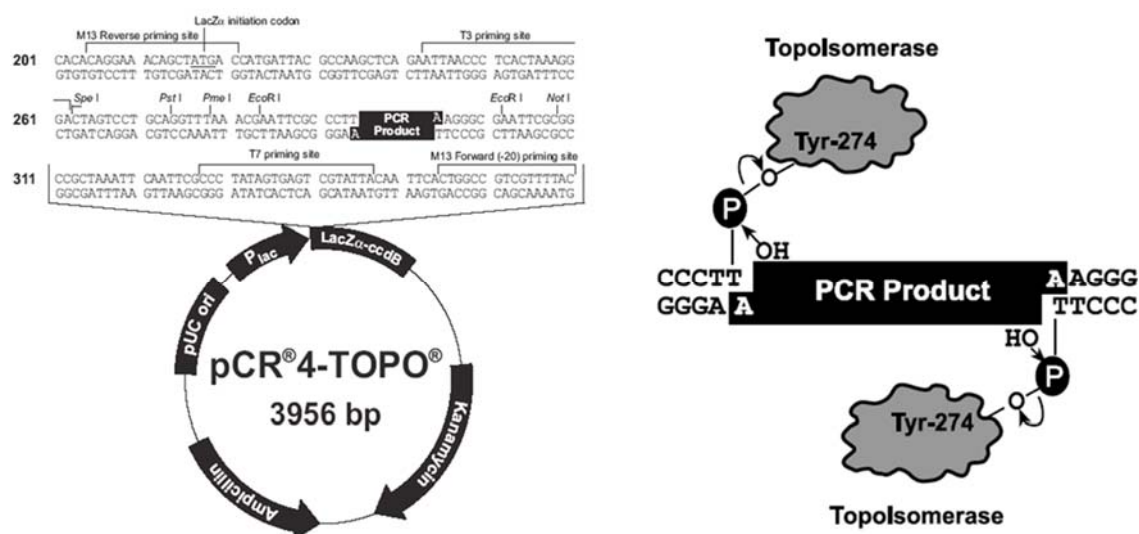 LacZα initiation codon
M13 Reverse priming site
T3 priming site
201 CACACAGGAA ACAGCTATGA CCATGATTAC GCCAAGCTCA GAATTAACCC TCACTAAAGG
GTGTGTCCTT TGTCGATACT GGTACTAATG CGGTTCGAGT CTTAATTGGG AGTGATTTCC
Spe I Pst I Pme I EcoR I EcoR I Not I
261 GACTAGTCCT GCAGGTTTAA ACGAATTCGC CCTT PCR A AAGGGC GAATTCGCGG
CTGATCAGGA CGTCCAAATT TGCTTAAGCG GGAA A Product TTCCCG CTTAAGCGCC
T7 priming site
M13 Forward (-20) priming site
311 CCGCTAAATT CAATTCGCCC TATAGTGAGT CGTATTACAA TTCACTGGCC GTCGTTTTAC
GGCGATTTAA GTTAAGCGGG ATATCACTCA GCATAATGTT AAGTGACCGG CAGCAAAATG
Plac
LacZα-ccdB
pUC ori
pCR®4-TOPO®
3956 bp
Kanamycin
Ampicillin
TopoIsomerase
Tyr-274
O
P
OH
CCCTT A AGGG
PCR Product
GGGA A TTCCC
HO
P
O
Tyr-274
TopoIsomerase